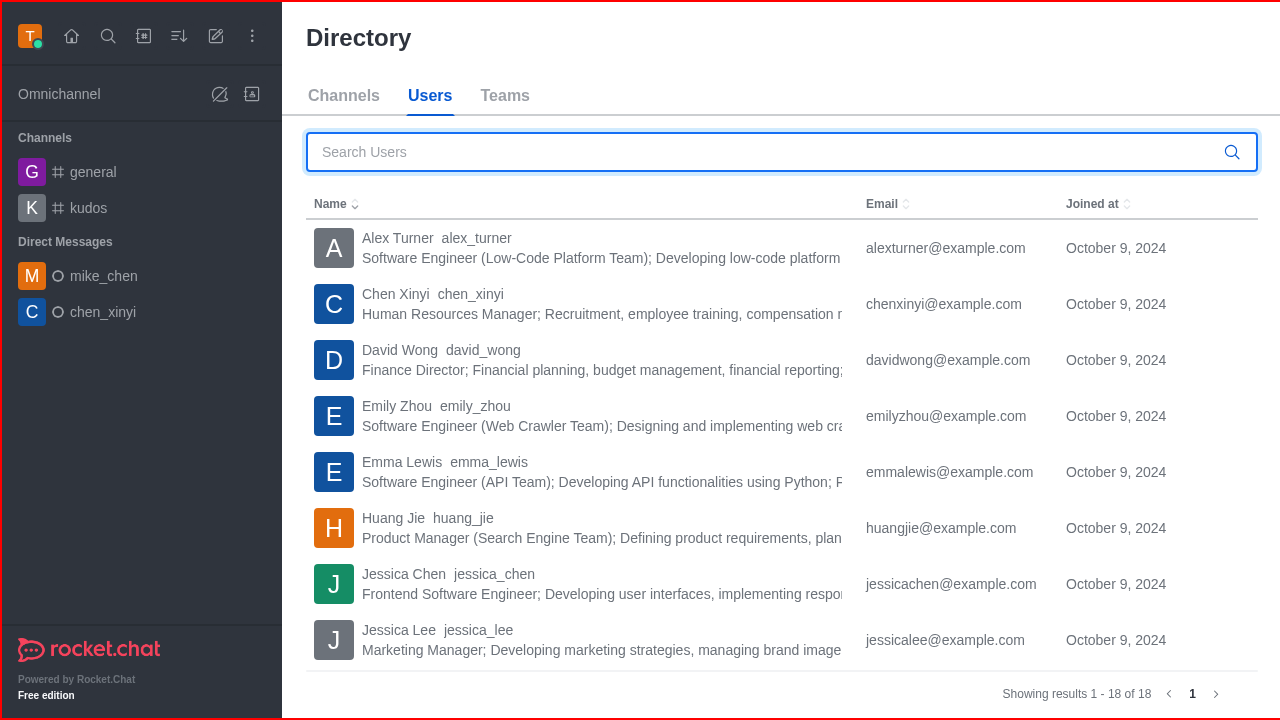 T
Directory
Omnichannel
Channels Users Teams
Channels
G general
K kudos
Direct Messages
M mike_chen
C chen_xinyi
Search Users
Name Email Joined at
A Alex Turner alex_turner alexturner@example.com October 9, 2024
Software Engineer (Low-Code Platform Team); Developing low-code platform
C Chen Xinyi chen_xinyi chenxinyi@example.com October 9, 2024
Human Resources Manager; Recruitment, employee training, compensation
D David Wong david_wong davidwong@example.com October 9, 2024
Finance Director; Financial planning, budget management, financial reporting;
E Emily Zhou emily_zhou emilyzhou@example.com October 9, 2024
Software Engineer (Web Crawler Team); Designing and implementing web cra
E Emma Lewis emma_lewis emmalewis@example.com October 9, 2024
Software Engineer (API Team); Developing API functionalities using Python;
H Huang Jie huang_jie huangjie@example.com October 9, 2024
Product Manager (Search Engine Team); Defining product requirements, plan
J Jessica Chen jessica_chen jessicachen@example.com October 9, 2024
Frontend Software Engineer; Developing user interfaces, implementing respo
J Jessica Lee jessica_lee jessicalee@example.com October 9, 2024
Marketing Manager; Developing marketing strategies, managing brand image
rocket.chat
Powered by Rocket.Chat
Free edition
Showing results 1 - 18 of 18 1